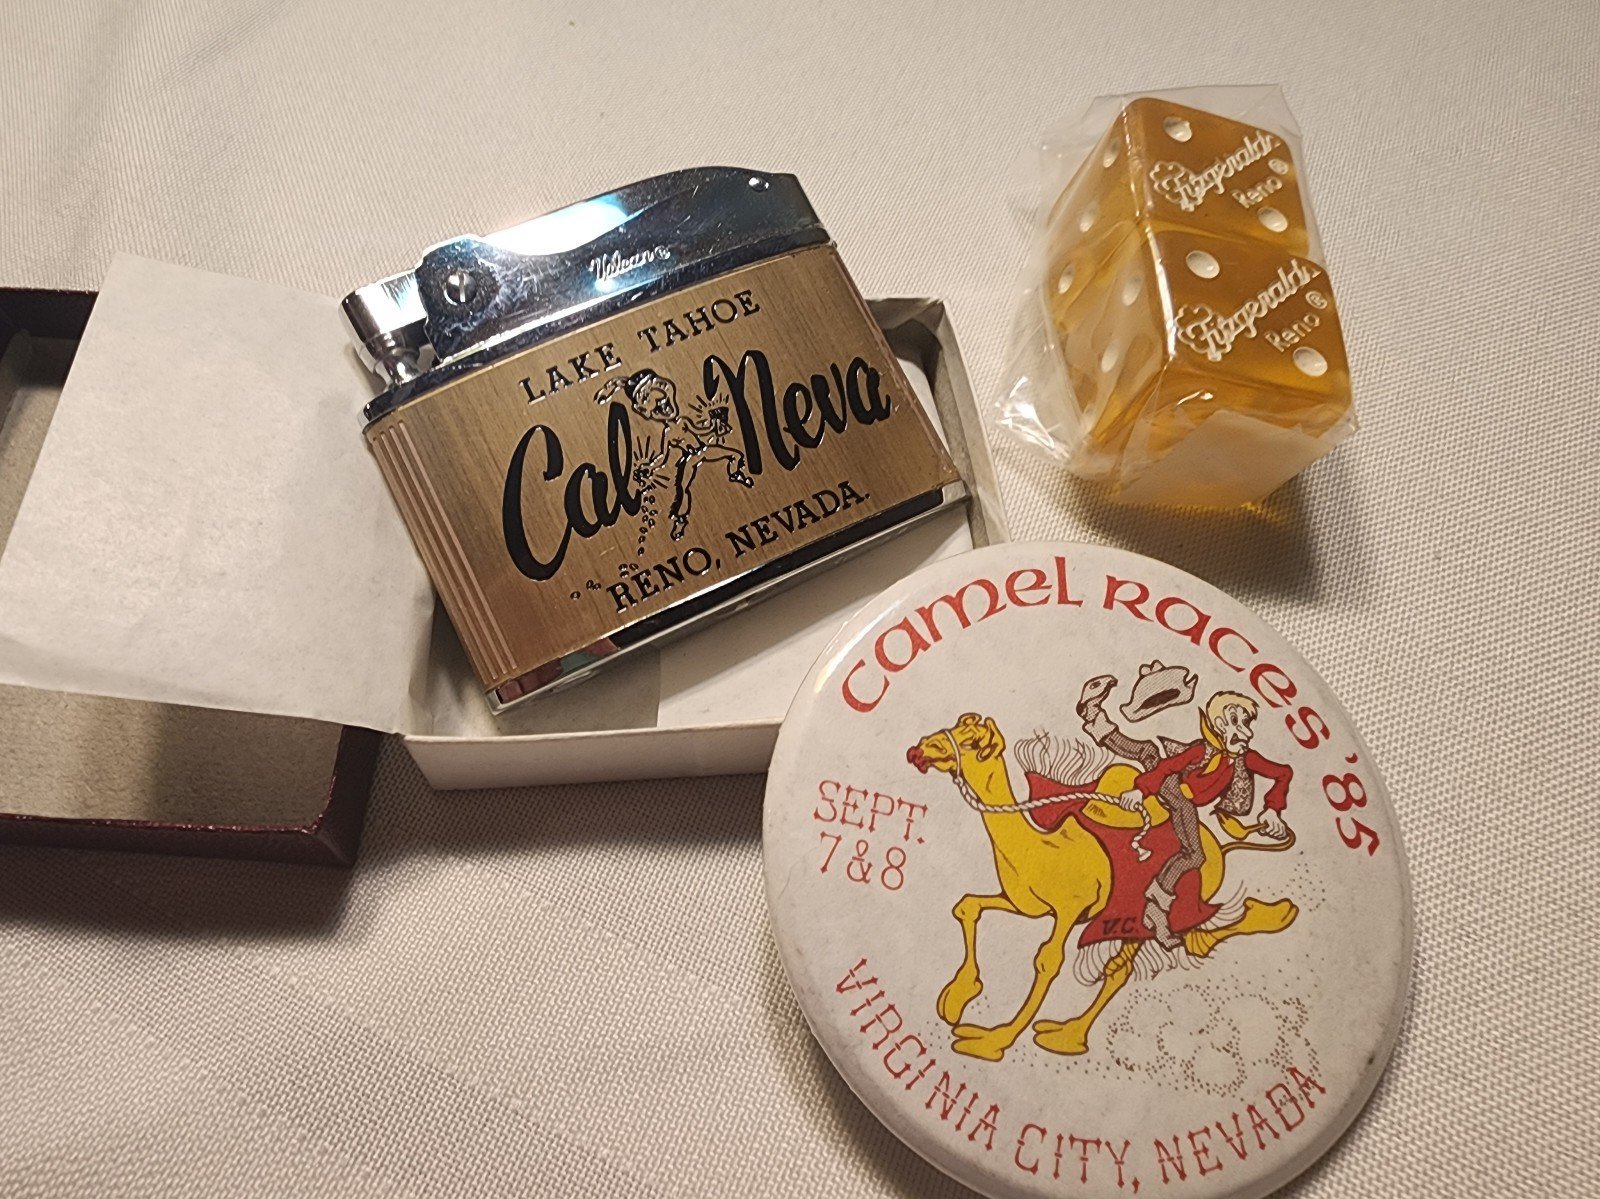 Vulcan®
LAKE TAHOE
Cal Neva
RENO, NEVADA.
Fitzgeralds
Reno ®
Fitzgeralds
Reno ®
CAMEL RACES '85
SEPT.
7 & 8
V.C.
VIRGINIA CITY, NEVADA